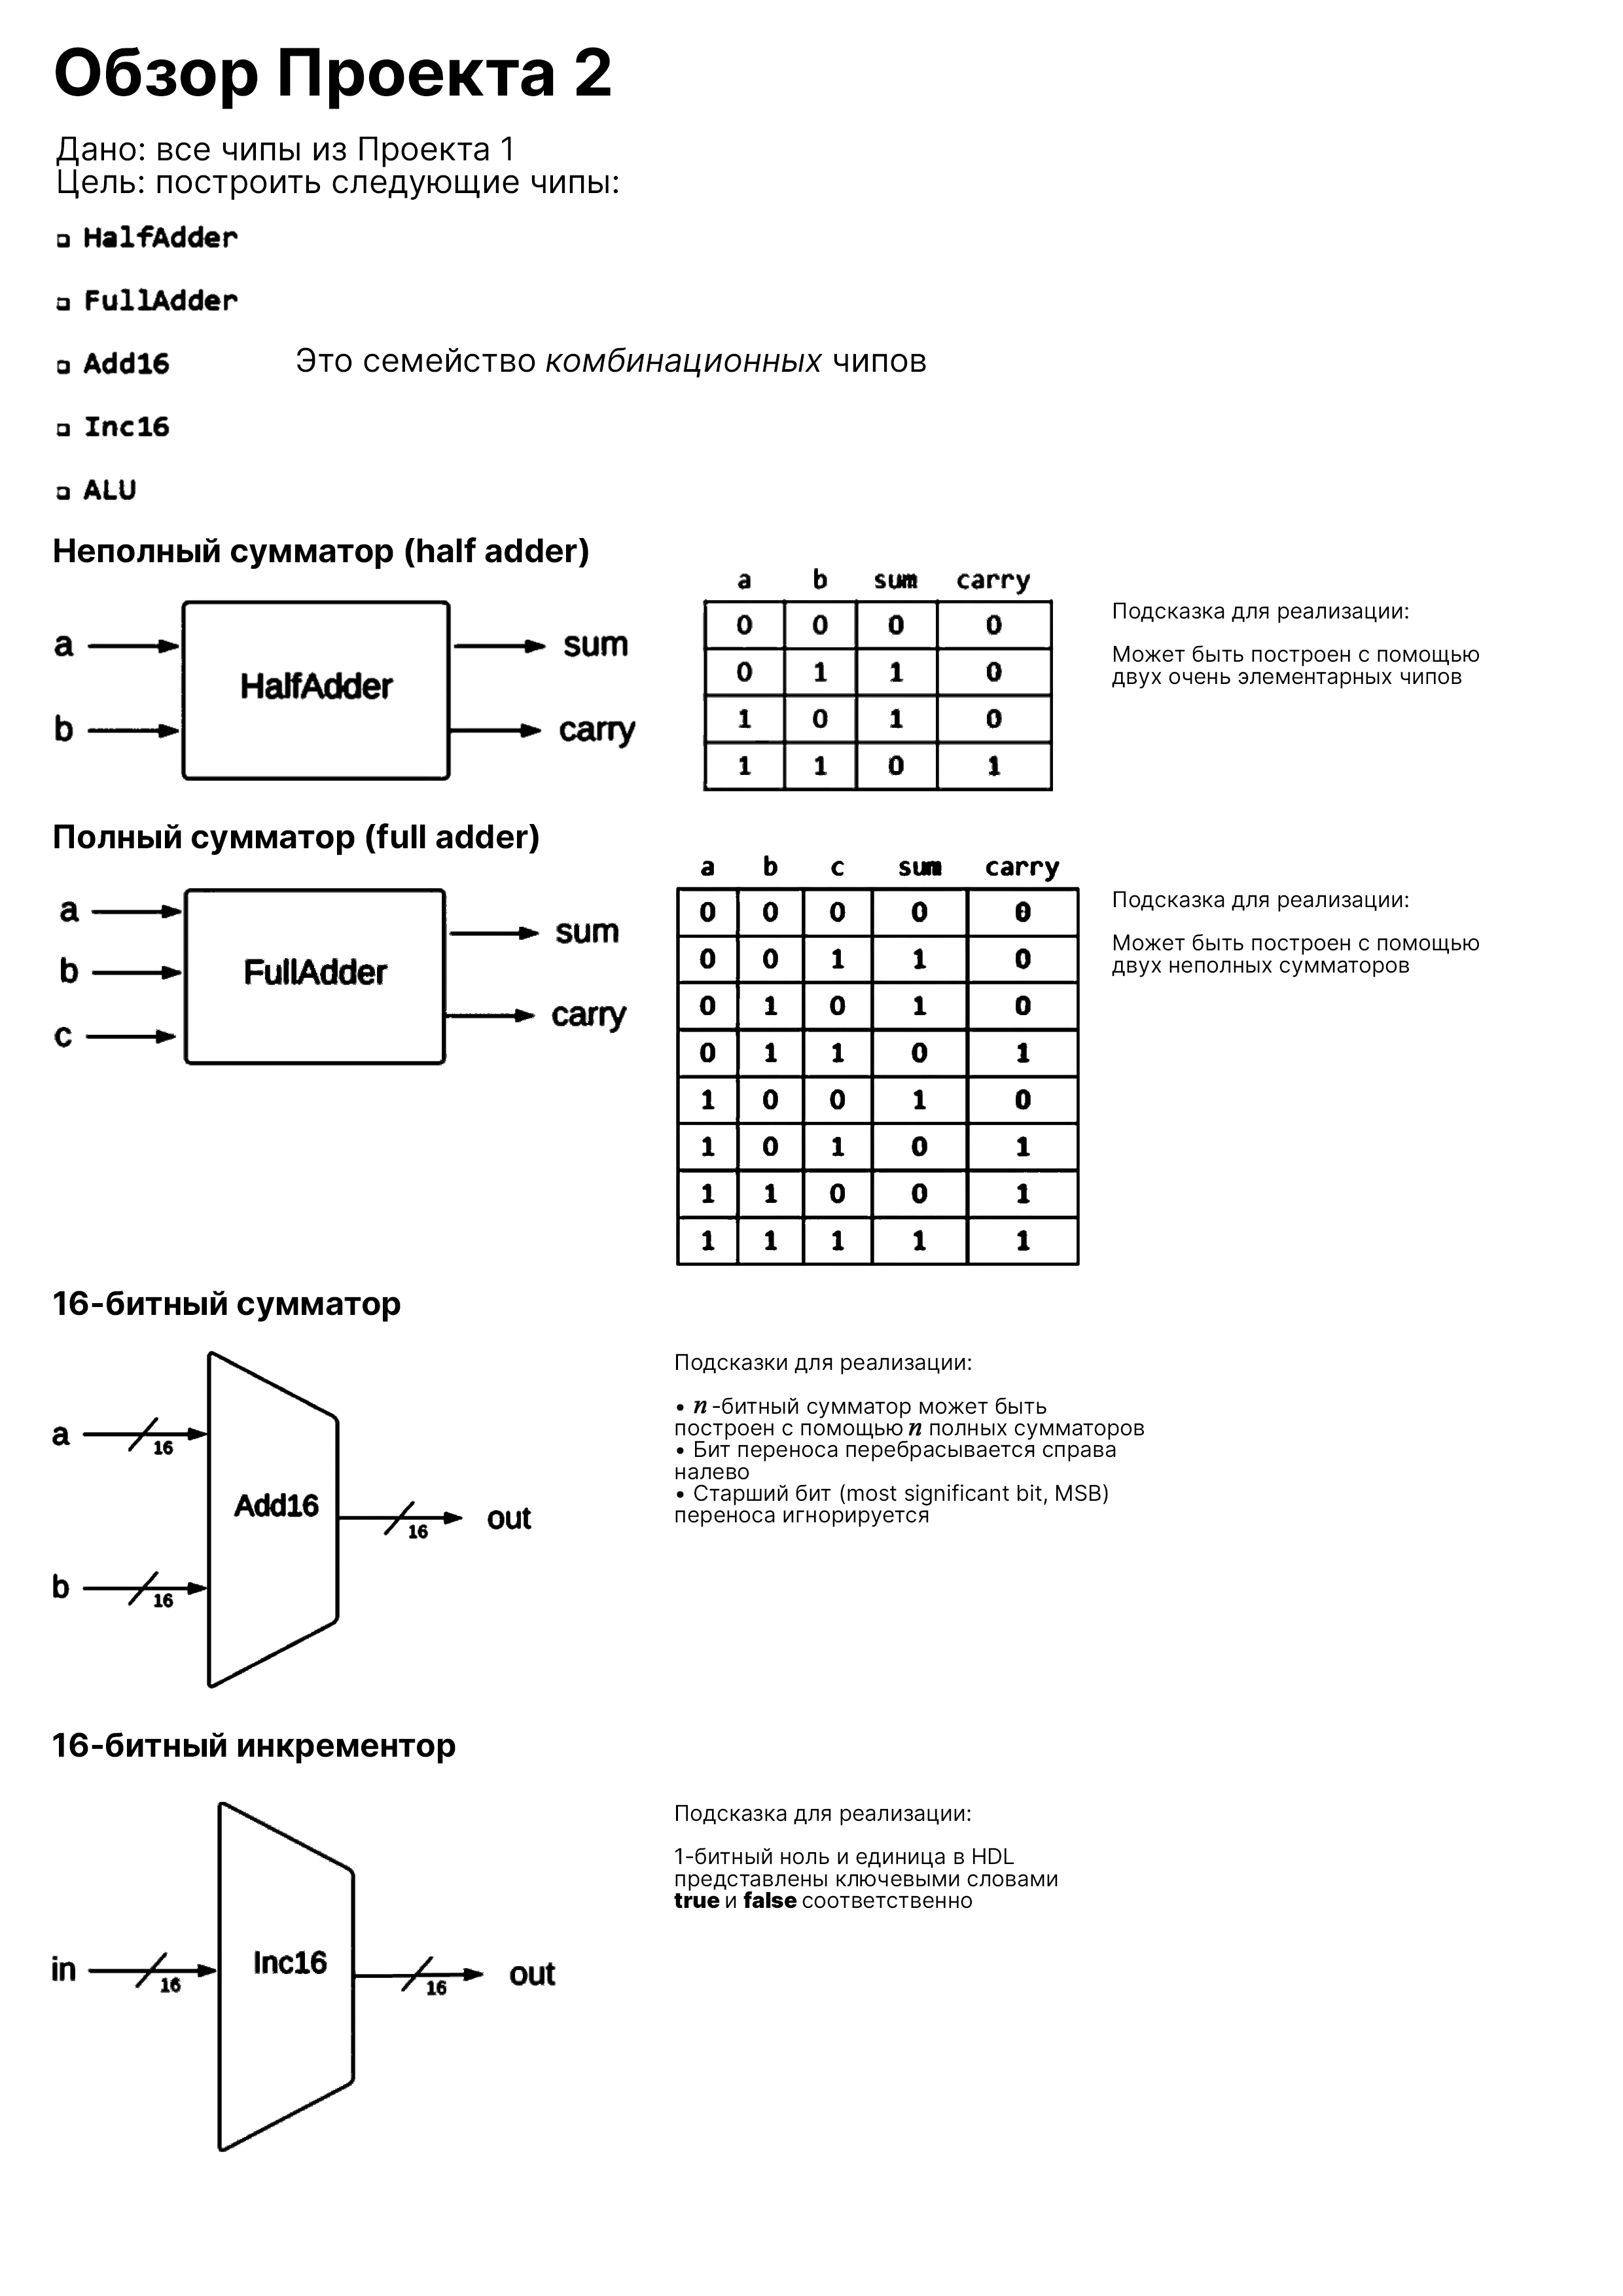 Обзор Проекта 2
Дано: все чипы из Проекта 1
Цель: построить следующие чипы:
HalfAdder
FullAdder
Add16
Это семейство комбинационных чипов
Inc16
ALU
Неполный сумматор (half adder)
a
b
HalfAdder
sum
carry
a b sum carry
0 0 0 0
0 1 1 0
1 0 1 0
1 1 0 1
Подсказка для реализации:
Может быть построен с помощью
двух очень элементарных чипов
Полный сумматор (full adder)
a
b
c
FullAdder
sum
carry
a b c sum carry
0 0 0 0 0
0 0 1 1 0
0 1 0 1 0
0 1 1 0 1
1 0 0 1 0
1 0 1 0 1
1 1 0 0 1
1 1 1 1 1
Подсказка для реализации:
Может быть построен с помощью
двух неполных сумматоров
16-битный сумматор
a
16
b
16
Add16
16
out
Подсказки для реализации:
• n -битный сумматор может быть
построен с помощью n полных сумматоров
• Бит переноса перебрасывается справа
налево
• Старший бит (most significant bit, MSB)
переноса игнорируется
16-битный инкрементор
in
16
Inc16
16
out
Подсказка для реализации:
1-битный ноль и единица в HDL
представлены ключевыми словами
true и false соответственно